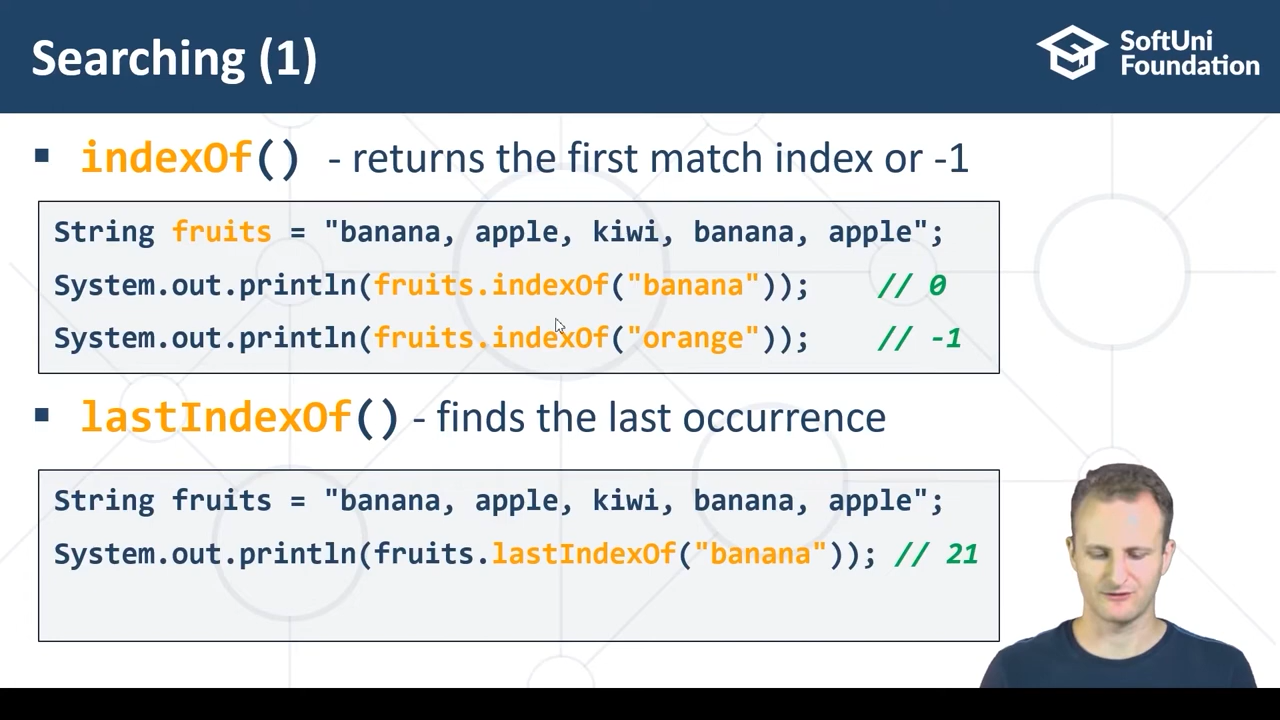 Searching (1)
SoftUni
Foundation
▪ indexOf() - returns the first match index or -1
String fruits = "banana, apple, kiwi, banana, apple";
System.out.println(fruits.indexOf("banana")); // 0
System.out.println(fruits.indexOf("orange")); // -1
▪ lastIndexOf() - finds the last occurrence
String fruits = "banana, apple, kiwi, banana, apple";
System.out.println(fruits.lastIndexOf("banana")); // 21